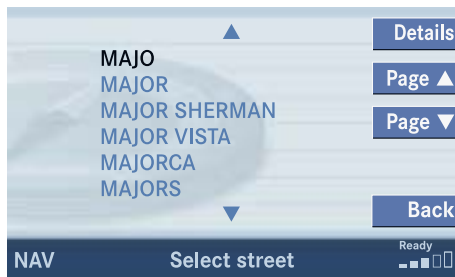 MAJO
MAJOR
MAJOR SHERMAN
MAJOR VISTA
MAJORCA
MAJORS
Details
Page ▲
Page ▼
Back
NAV
Select street
Ready